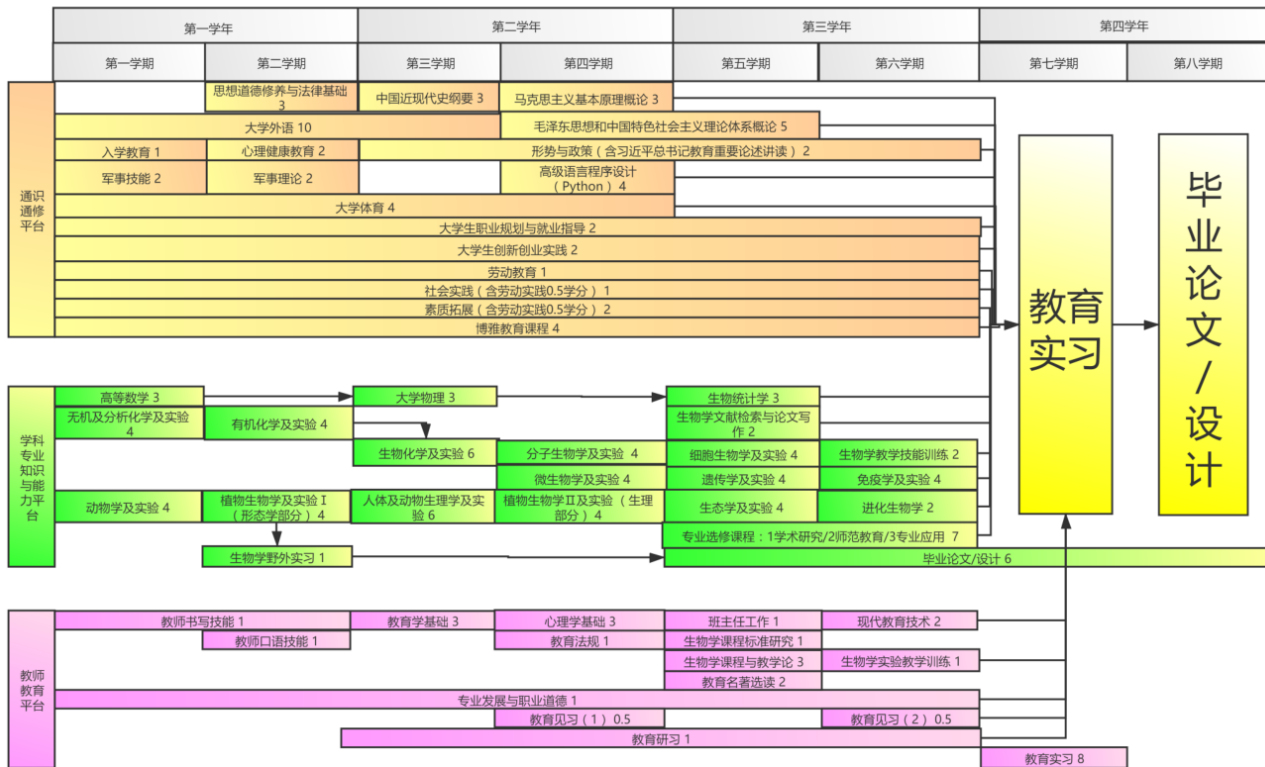 第一学年
第二学年
第三学年
第四学年
第一学期
第二学期
第三学期
第四学期
第五学期
第六学期
第七学期
第八学期
通识
通修
平台
思想道德修养与法律基础
3
中国近现代史纲要 3
马克思主义基本原理概论 3
大学外语 10
毛泽东思想和中国特色社会主义理论体系概论 5
入学教育 1
心理健康教育 2
形势与政策（含习近平总书记教育重要论述讲读）2
军事技能 2
军事理论 2
高级语言程序设计
（Python）4
大学体育 4
大学生职业规划与就业指导 2
大学生创新创业实践 2
劳动教育 1
社会实践（含劳动实践0.5学分）1
素质拓展（含劳动实践0.5学分）2
博雅教育课程 4
教育
实习
毕
业
论
文
/
设
计
学科
专业
知识
与能
力平
台
高等数学 3
大学物理 3
生物统计学 3
无机及分析化学及实验
4
有机化学及实验 4
生物学文献检索与论文写
作 2
生物化学及实验 6
分子生物学及实验 4
细胞生物学及实验 4
生物学教学技能训练 2
微生物学及实验 4
遗传学及实验 4
免疫学及实验 4
动物学及实验 4
植物生物学及实验 I
（形态学部分）4
人体及动物生理学及实
验 6
植物生物学II及实验 （生理
部分）4
生态学及实验 4
进化生物学 2
专业选修课程：1学术研究/2师范教育/3专业应用 7
生物学野外实习 1
毕业论文/设计 6
教师
教育
平台
教师书写技能 1
教育学基础 3
心理学基础 3
班主任工作 1
现代教育技术 2
教师口语技能 1
教育法规 1
生物学课程标准研究 1
生物学课程与教学论 3
生物学实验教学训练 1
教育名著选读 2
专业发展与职业道德 1
教育见习（1）0.5
教育见习（2）0.5
教育研习 1
教育实习 8